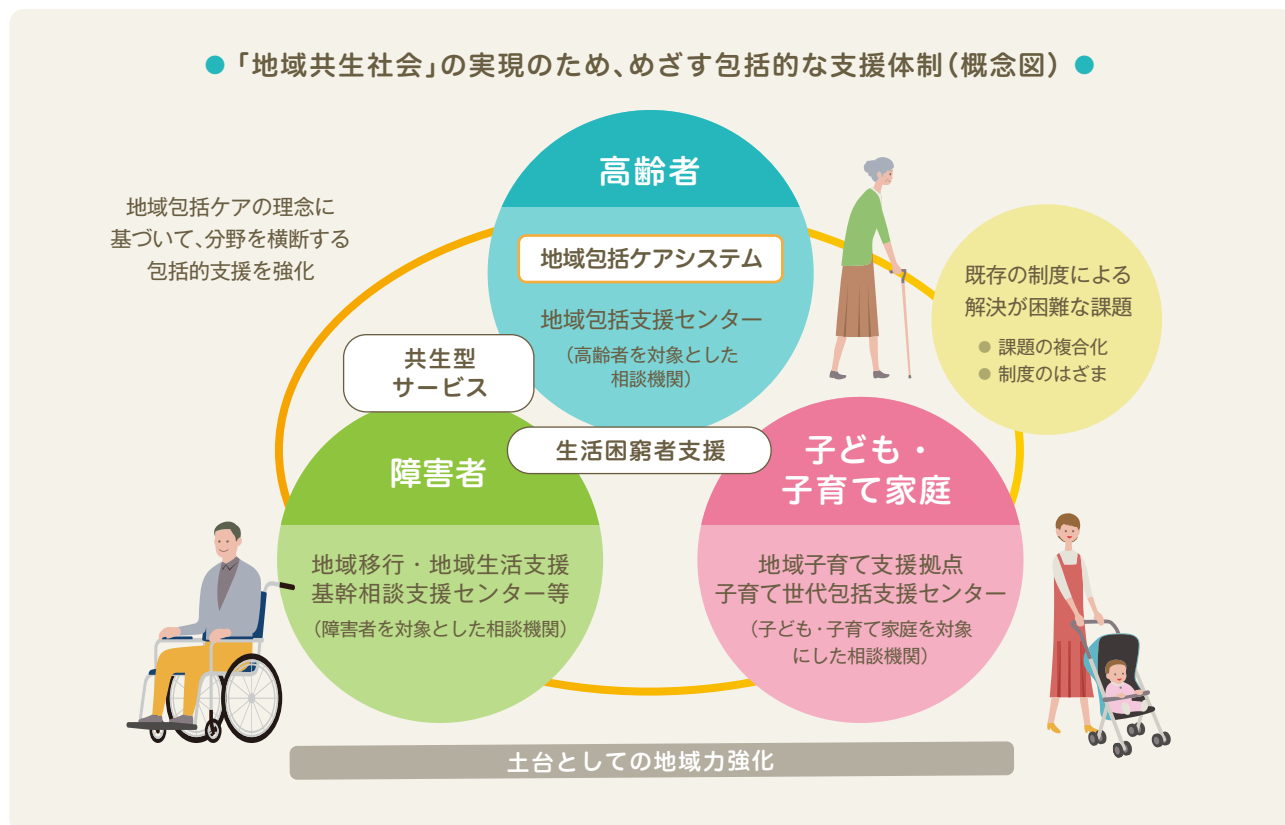 ●「地域共生社会」の実現のため、めざす包括的な支援体制(概念図)●
地域包括ケアの理念に
基づいて、分野を横断する
包括的支援を強化
高齢者
地域包括ケアシステム
地域包括支援センター
(高齢者を対象とした
相談機関)
既存の制度による
解決が困難な課題
● 課題の複合化
● 制度のはざま
共生型
サービス
生活困窮者支援
障害者
地域移行・地域生活支援
基幹相談支援センター等
(障害者を対象とした相談機関)
子ども・
子育て家庭
地域子育て支援拠点
子育て世代包括支援センター
(子ども・子育て家庭を対象
にした相談機関)
土台としての地域力強化